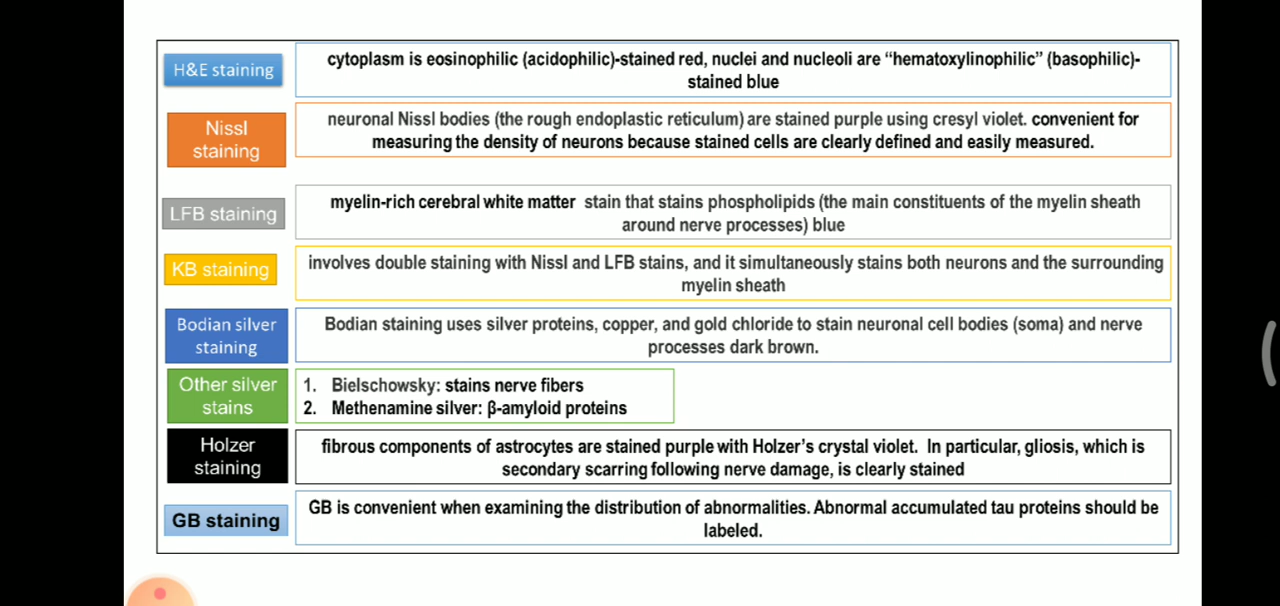 H&E staining
cytoplasm is eosinophilic (acidophilic)-stained red, nuclei and nucleoli are “hematoxylinophilic” (basophilic)-
stained blue
Nissl
staining
neuronal Nissl bodies (the rough endoplastic reticulum) are stained purple using cresyl violet. convenient for
measuring the density of neurons because stained cells are clearly defined and easily measured.
LFB staining
myelin-rich cerebral white matter stain that stains phospholipids (the main constituents of the myelin sheath
around nerve processes) blue
KB staining
involves double staining with Nissl and LFB stains, and it simultaneously stains both neurons and the surrounding
myelin sheath
Bodian silver
staining
Bodian staining uses silver proteins, copper, and gold chloride to stain neuronal cell bodies (soma) and nerve
processes dark brown.
Other silver
stains
1. Bielschowsky: stains nerve fibers
2. Methenamine silver: β-amyloid proteins
Holzer
staining
fibrous components of astrocytes are stained purple with Holzer’s crystal violet. In particular, gliosis, which is
secondary scarring following nerve damage, is clearly stained
GB staining
GB is convenient when examining the distribution of abnormalities. Abnormal accumulated tau proteins should be
labeled.